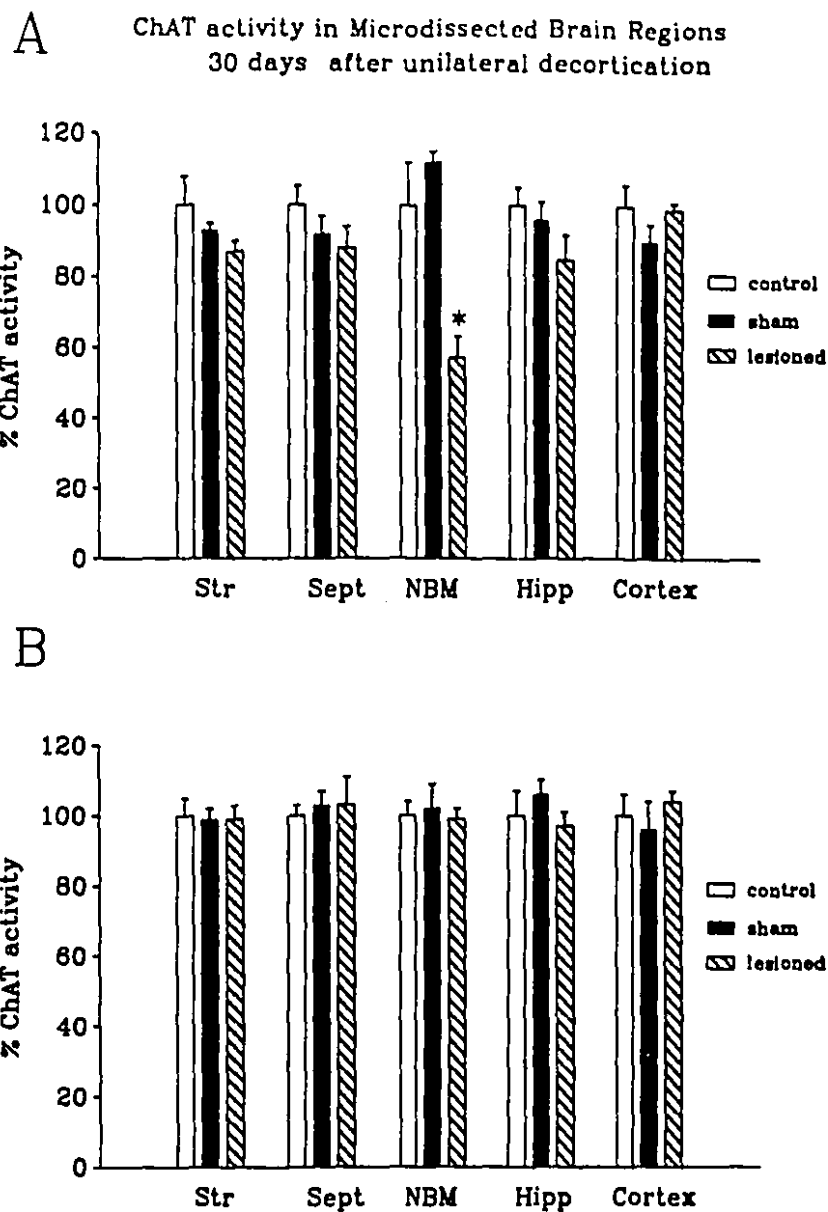 A
ChAT activity in Microdissected Brain Regions
30 days after unilateral decortication
120
100
80
60
40
20
0
% ChAT activity
*
control
sham
lesioned
Str Sept NBM Hipp Cortex
B
120
100
80
60
40
20
0
% ChAT activity
control
sham
lesioned
Str Sept NBM Hipp Cortex